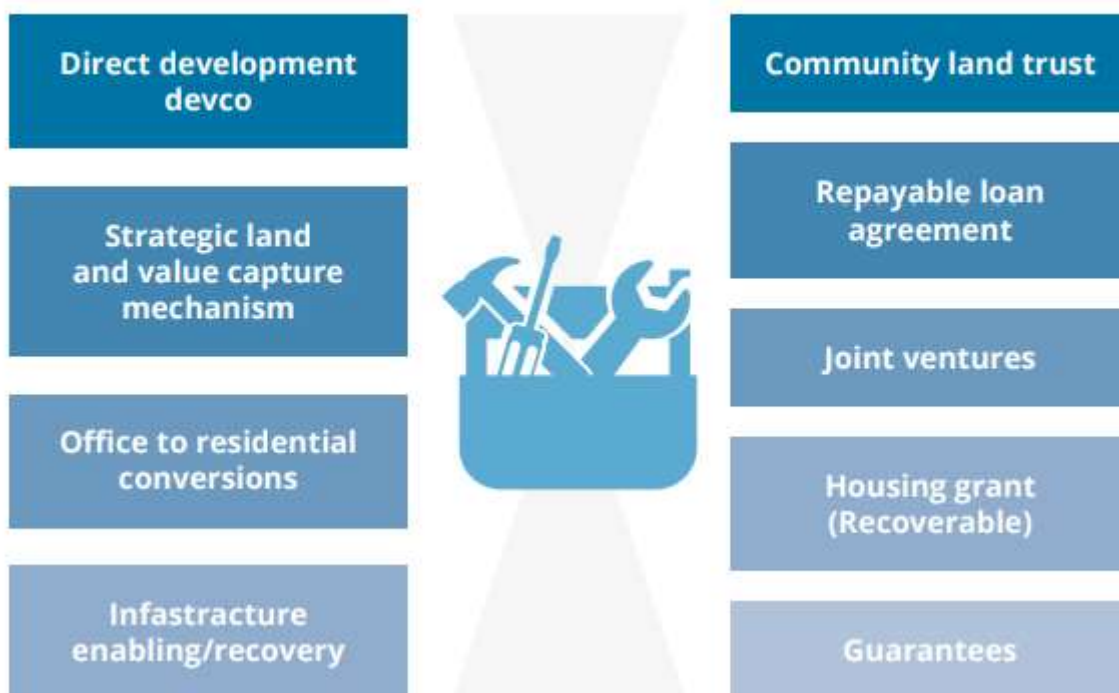 Direct development
devco
Strategic land
and value capture
mechanism
Office to residential
conversions
Infastracture
enabling/recovery
Community land trust
Repayable loan
agreement
Joint ventures
Housing grant
(Recoverable)
Guarantees